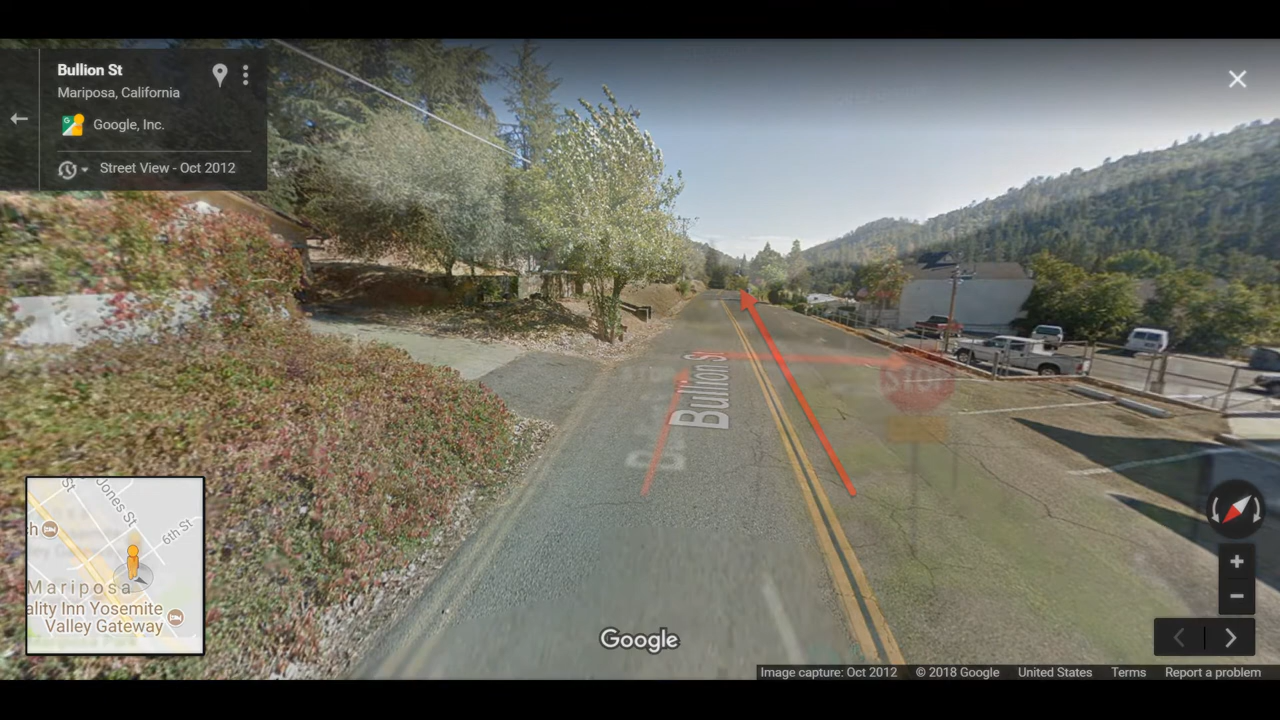 Bullion St
Mariposa, California
Google, Inc.
Street View - Oct 2012
Bullion St
STOP
St
Jones St
6th St
h
Mariposa
ality Inn Yosemite
Valley Gateway
Google
Image capture: Oct 2012 © 2018 Google United States Terms Report a problem